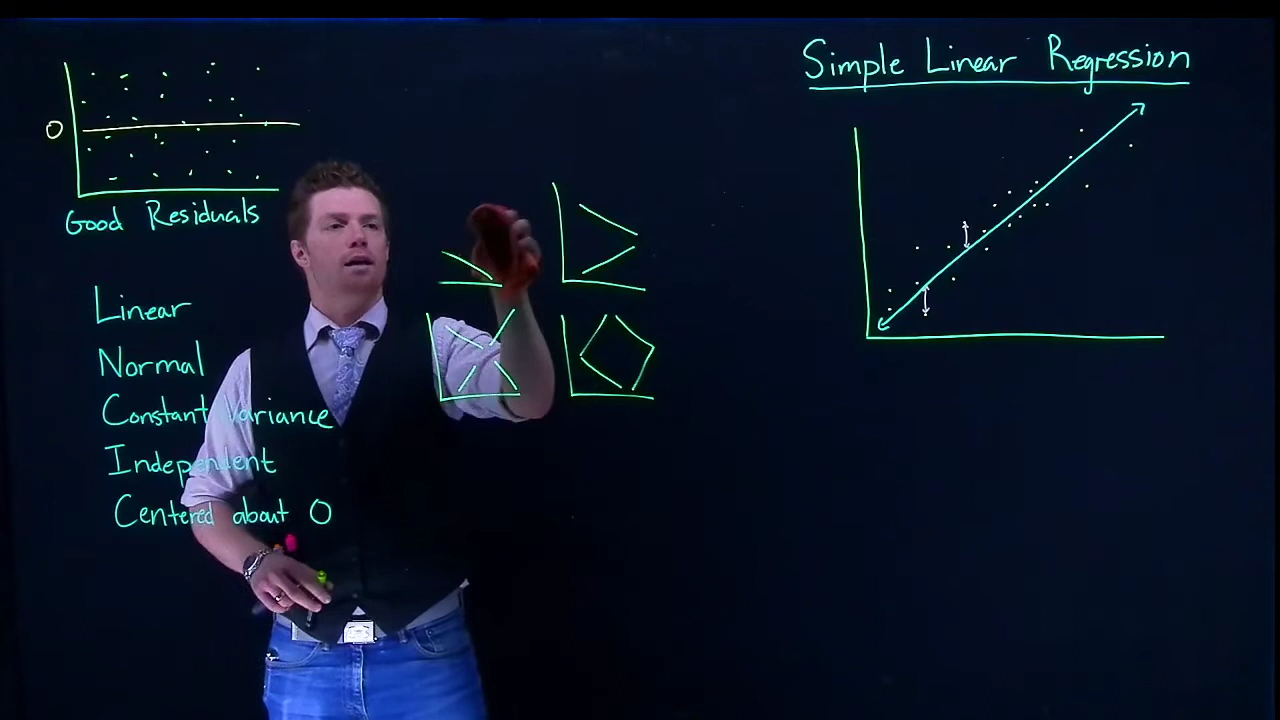 Simple Linear Regression
0
Good Residuals
Linear
Normal
Constant variance
Independent
Centered about 0